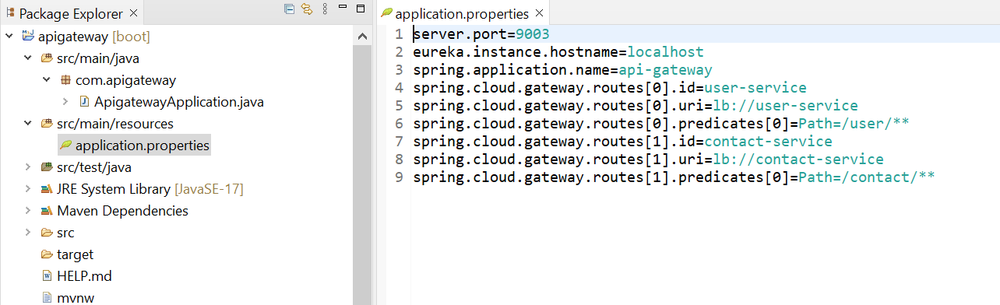 Package Explorer
apigateway [boot]
src/main/java
com.apigateway
ApigatewayApplication.java
src/main/resources
application.properties
src/test/java
JRE System Library [JavaSE-17]
Maven Dependencies
src
target
HELP.md
mvnw
application.properties
1 server.port=9003
2 eureka.instance.hostname=localhost
3 spring.application.name=api-gateway
4 spring.cloud.gateway.routes[0].id=user-service
5 spring.cloud.gateway.routes[0].uri=lb://user-service
6 spring.cloud.gateway.routes[0].predicates[0]=Path=/user/**
7 spring.cloud.gateway.routes[1].id=contact-service
8 spring.cloud.gateway.routes[1].uri=lb://contact-service
9 spring.cloud.gateway.routes[1].predicates[0]=Path=/contact/**